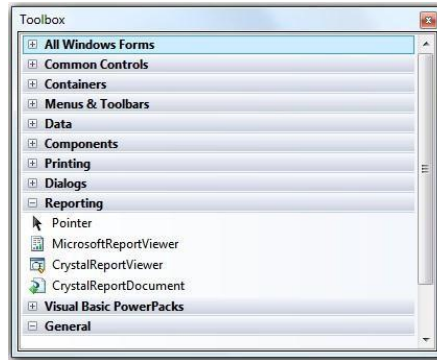 Toolbox
All Windows Forms
Common Controls
Containers
Menus & Toolbars
Data
Components
Printing
Dialogs
Reporting
Pointer
MicrosoftReportViewer
CrystalReportViewer
CrystalReportDocument
Visual Basic PowerPacks
General